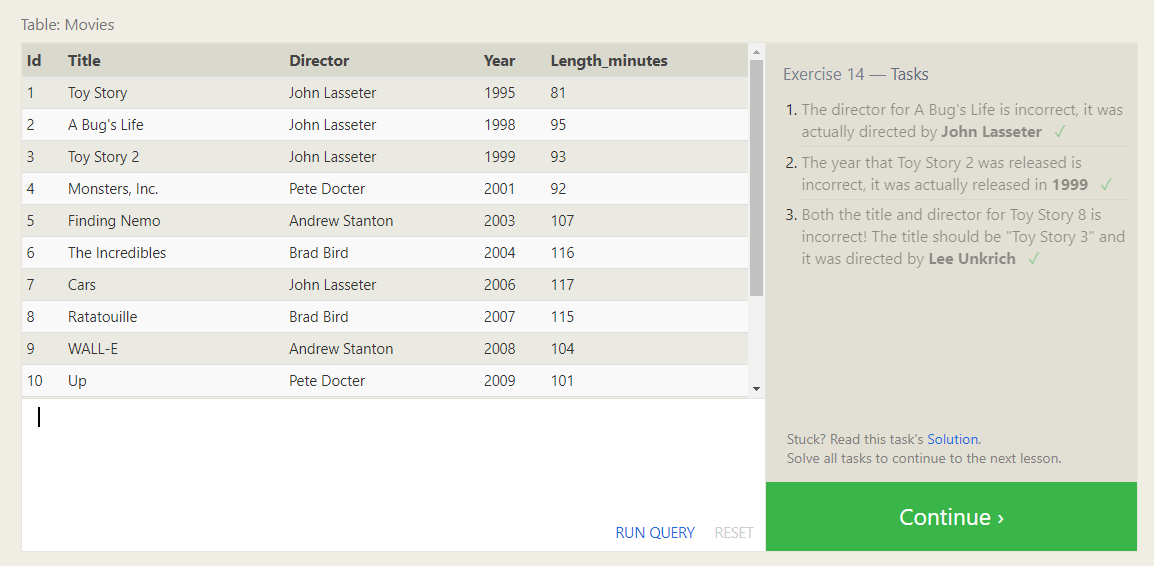 Table: Movies
Id Title Director Year Length_minutes
1 Toy Story John Lasseter 1995 81
2 A Bug's Life John Lasseter 1998 95
3 Toy Story 2 John Lasseter 1999 93
4 Monsters, Inc. Pete Docter 2001 92
5 Finding Nemo Andrew Stanton 2003 107
6 The Incredibles Brad Bird 2004 116
7 Cars John Lasseter 2006 117
8 Ratatouille Brad Bird 2007 115
9 WALL-E Andrew Stanton 2008 104
10 Up Pete Docter 2009 101
RUN QUERY RESET
Exercise 14 — Tasks
1. The director for A Bug's Life is incorrect, it was
actually directed by John Lasseter ✓
2. The year that Toy Story 2 was released is
incorrect, it was actually released in 1999 ✓
3. Both the title and director for Toy Story 8 is
incorrect! The title should be "Toy Story 3" and
it was directed by Lee Unkrich ✓
Stuck? Read this task's Solution.
Solve all tasks to continue to the next lesson.
Continue ›